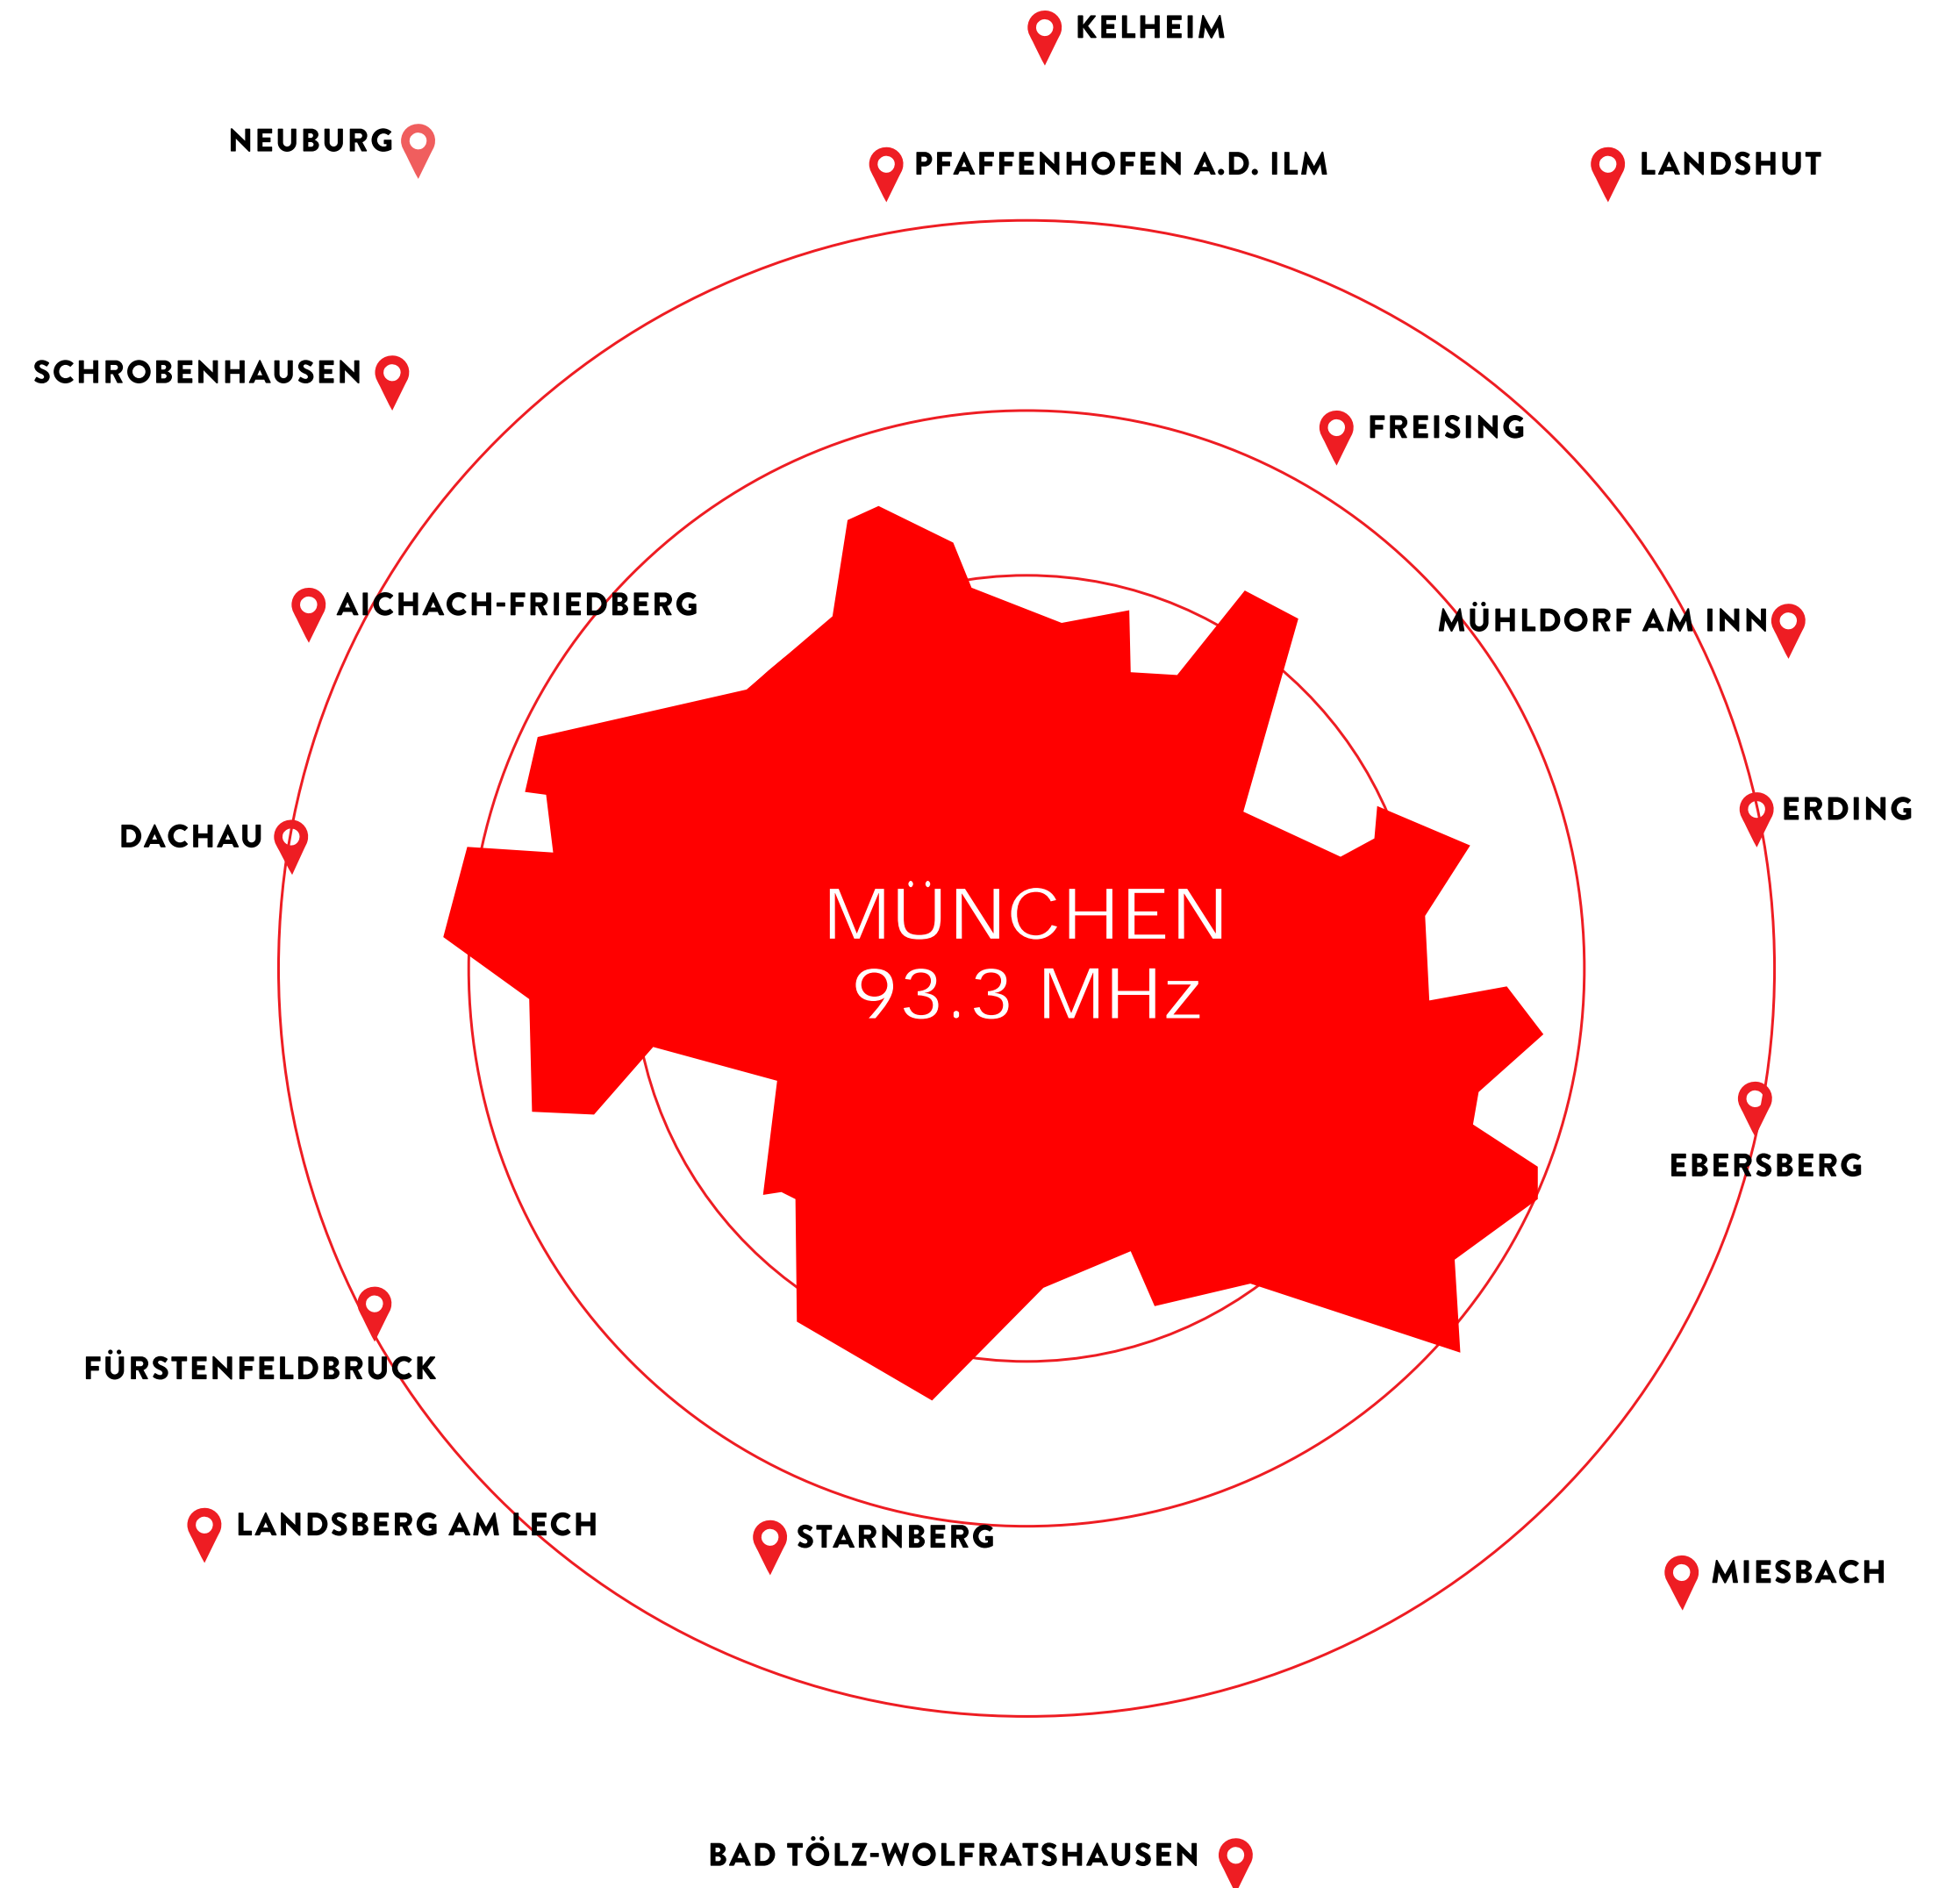 KELHEIM
NEUBURG
PFAFFENHOFEN A.D. ILM
LANDSHUT
SCHROBENHAUSEN
FREISING
AICHACH-FRIEDBERG
MÜHLDORF AM INN
ERDING
DACHAU
MÜNCHEN
93.3 MHz
EBERSBERG
FÜRSTENFELDBRUCK
LANDSBERG AM LECH
STARNBERG
MIESBACH
BAD TÖLZ-WOLFRATSHAUSEN